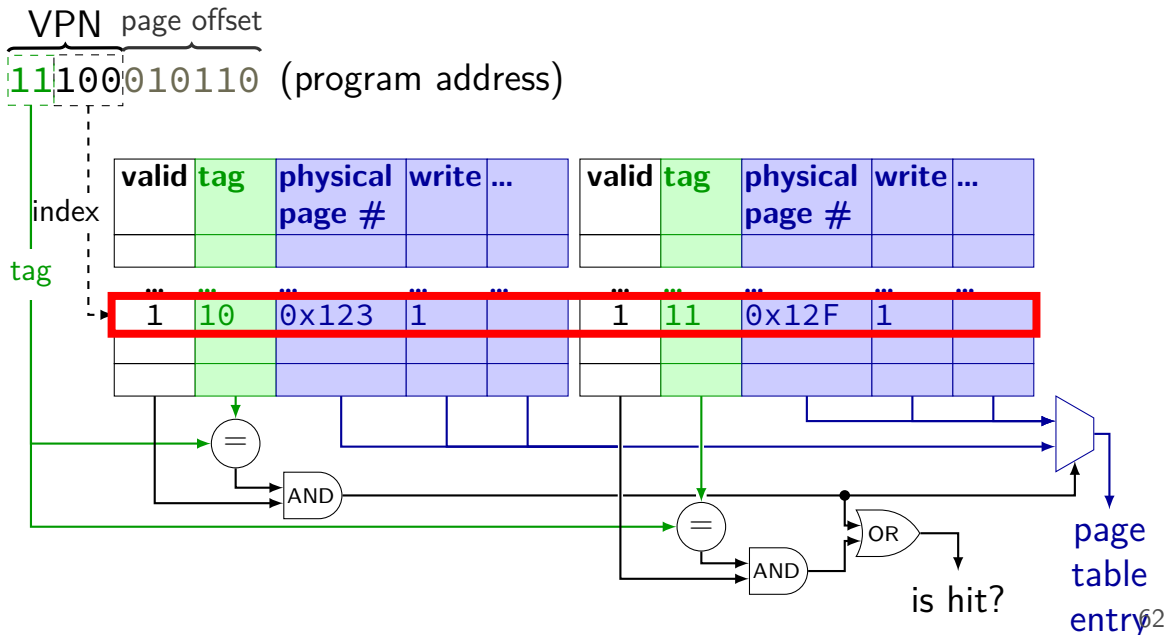 VPN page offset
11100010110 (program address)
valid tag physical page # write ... valid tag physical page # write ...
index
tag
... ... ... ... ... ... ... ... ... ...
1 10 0x123 1 1 11 0x12F 1
=
AND
=
OR
AND
is hit?
page
table
entry
62